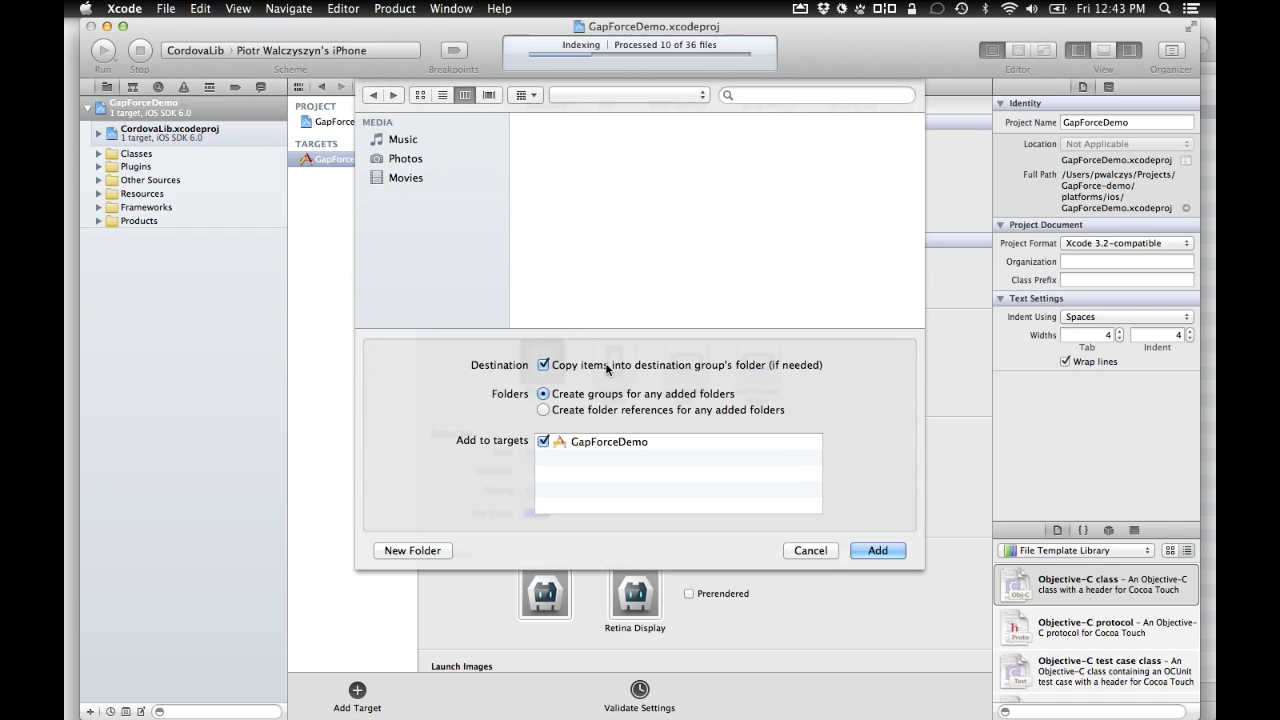 Xcode File Edit View Navigate Editor Product Window Help
Fri 12:43 PM
GapForceDemo.xcodeproj
CordovaLib Piotr Walczyszyn's iPhone
Indexing | Processed 10 of 36 files
Run Stop Scheme Breakpoints Editor View Organizer
GapForceDemo
1 target, iOS SDK 6.0
CordovaLib.xcodeproj
1 target, iOS SDK 6.0
Classes
Plugins
Other Sources
Resources
Frameworks
Products
PROJECT
GapForce
TARGETS
GapForce
MEDIA
Music
Photos
Movies
Destination Copy items into destination group's folder (if needed)
Folders Create groups for any added folders
Create folder references for any added folders
Add to targets GapForceDemo
New Folder Cancel Add
Prerendered
Retina Display
Launch Images
Add Target Validate Settings
Identity
Project Name GapForceDemo
Location Not Applicable
GapForceDemo.xcodeproj
Full Path /Users/pwalczys/Projects/
GapForce-demo/
platforms/ios/
GapForceDemo.xcodeproj
Project Document
Project Format Xcode 3.2-compatible
Organization
Class Prefix
Text Settings
Indent Using Spaces
Widths 4 4
Tab Indent
Wrap lines
File Template Library
Obj-C
Objective-C class - An Objective-C
class with a header for Cocoa Touch
Proto
Objective-C protocol - An Objective-
C protocol for Cocoa Touch
Test
Objective-C test case class - An
Objective-C class containing an OCUnit
test case with a header for Cocoa Touch